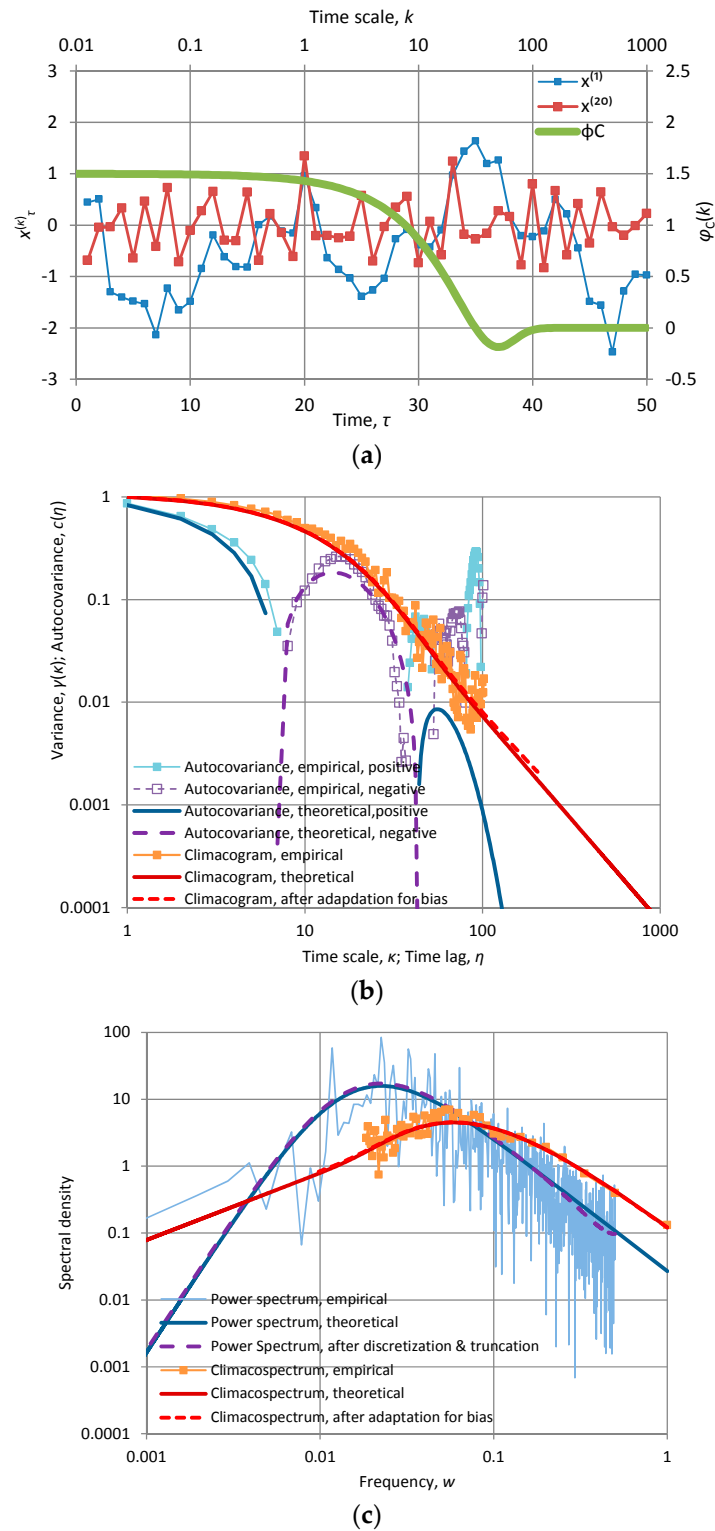 Time scale, k
0.01 0.1 1 10 100 1000
3 2.5
x(1)
x(20)
ϕC
2 2
1 1.5
0 1
-1 0.5
-2 0
-3 -0.5
x(k)τ
φC(k)
0 10 20 30 40 50
Time, τ
(a)
1
0.1
0.01
0.001
0.0001
Variance, γ(κ); Autocovariance, c(η)
Autocovariance, empirical, positive
Autocovariance, empirical, negative
Autocovariance, theoretical,positive
Autocovariance, theoretical, negative
Climacogram, empirical
Climacogram, theoretical
Climacogram, after adapdation for bias
1 10 100 1000
Time scale, κ; Time lag, η
(b)
100
10
1
0.1
0.01
0.001
0.0001
Spectral density
Power spectrum, empirical
Power spectrum, theoretical
Power Spectrum, after discretization & truncation
Climacospectrum, empirical
Climacospectrum, theoretical
Climacospectrum, after adaptation for bias
0.001 0.01 0.1 1
Frequency, w
(c)